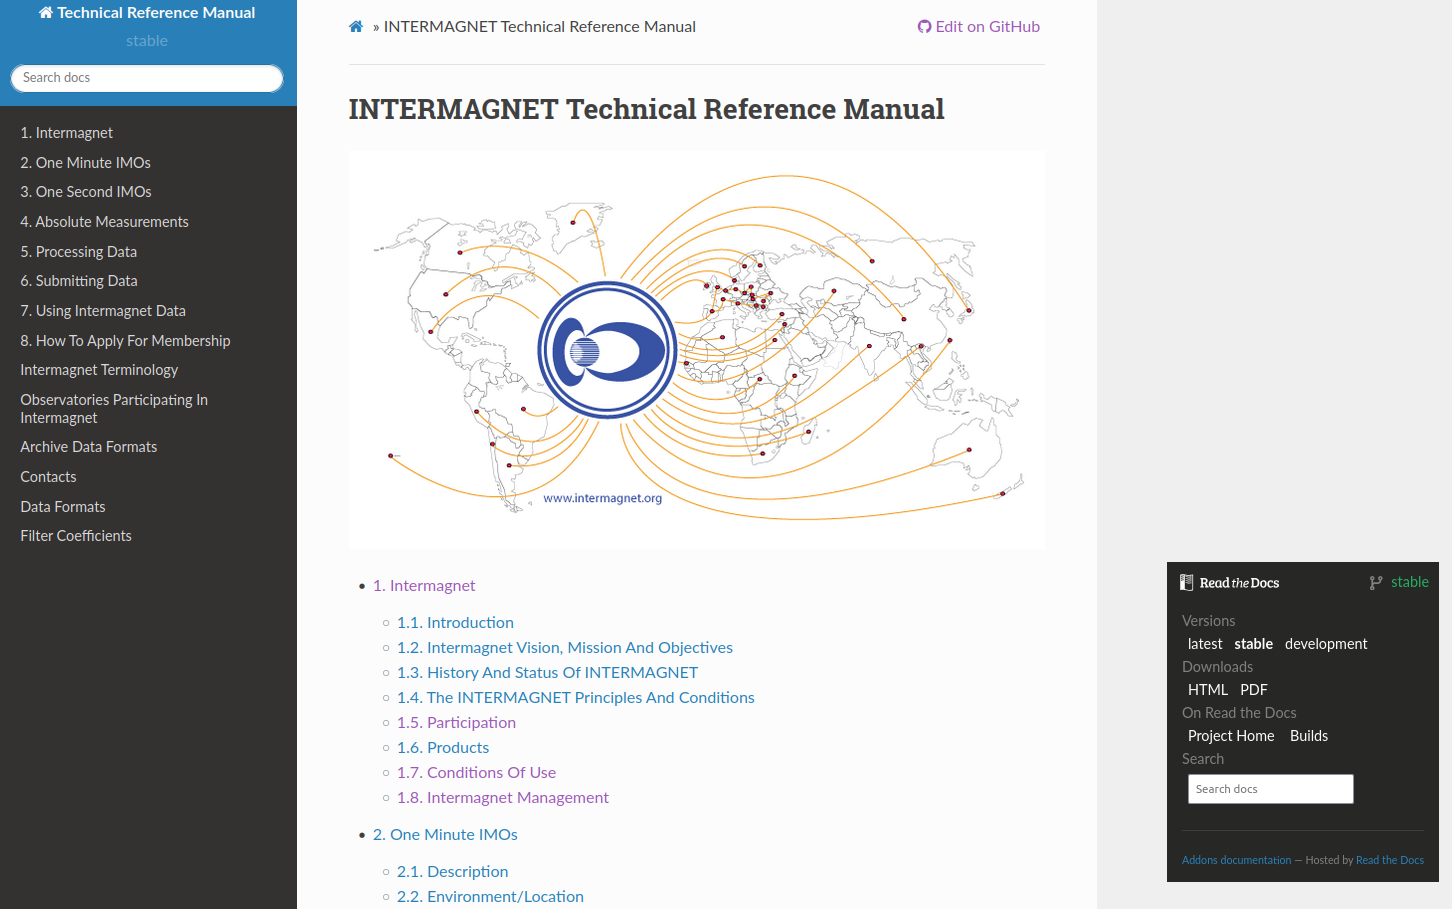 Technical Reference Manual
stable
Search docs
1. Intermagnet
2. One Minute IMOs
3. One Second IMOs
4. Absolute Measurements
5. Processing Data
6. Submitting Data
7. Using Intermagnet Data
8. How To Apply For Membership
Intermagnet Terminology
Observatories Participating In
Intermagnet
Archive Data Formats
Contacts
Data Formats
Filter Coefficients
» INTERMAGNET Technical Reference Manual
Edit on GitHub
INTERMAGNET Technical Reference Manual
www.intermagnet.org
1. Intermagnet
1.1. Introduction
1.2. Intermagnet Vision, Mission And Objectives
1.3. History And Status Of INTERMAGNET
1.4. The INTERMAGNET Principles And Conditions
1.5. Participation
1.6. Products
1.7. Conditions Of Use
1.8. Intermagnet Management
2. One Minute IMOs
2.1. Description
2.2. Environment/Location
Read the Docs
stable
Versions
latest stable development
Downloads
HTML PDF
On Read the Docs
Project Home Builds
Search
Search docs
Addons documentation — Hosted by Read the Docs